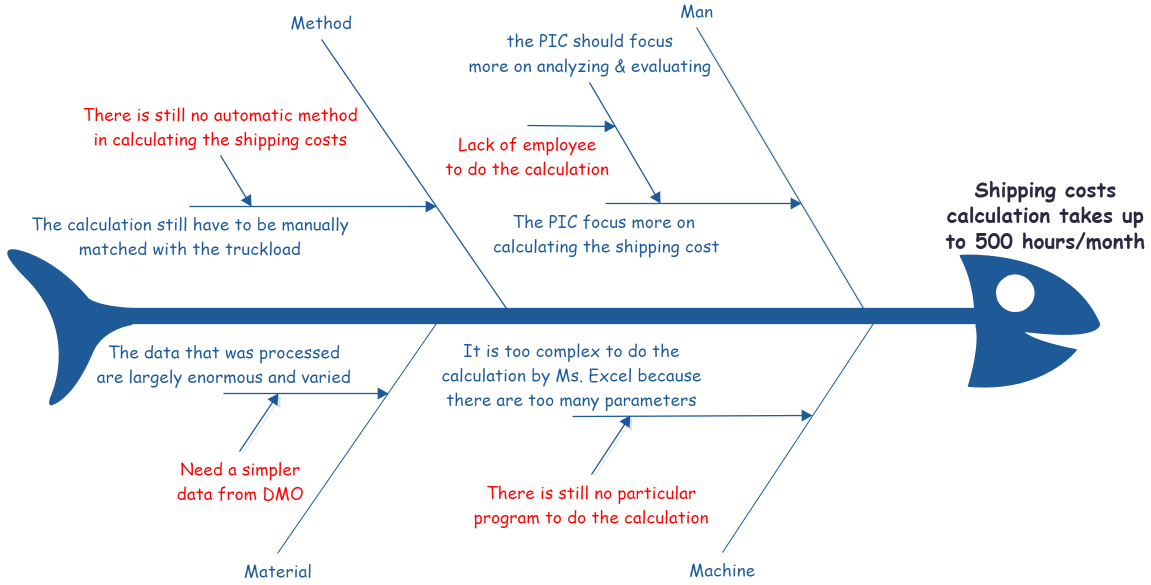 Method
Man
the PIC should focus
more on analyzing & evaluating
There is still no automatic method
in calculating the shipping costs
Lack of employee
to do the calculation
The calculation still have to be manually
matched with the truckload
The PIC focus more on
calculating the shipping cost
Shipping costs
calculation takes up
to 500 hours/month
The data that was processed
are largely enormous and varied
It is too complex to do the
calculation by Ms. Excel because
there are too many parameters
Need a simpler
data from DMO
There is still no particular
program to do the calculation
Material
Machine